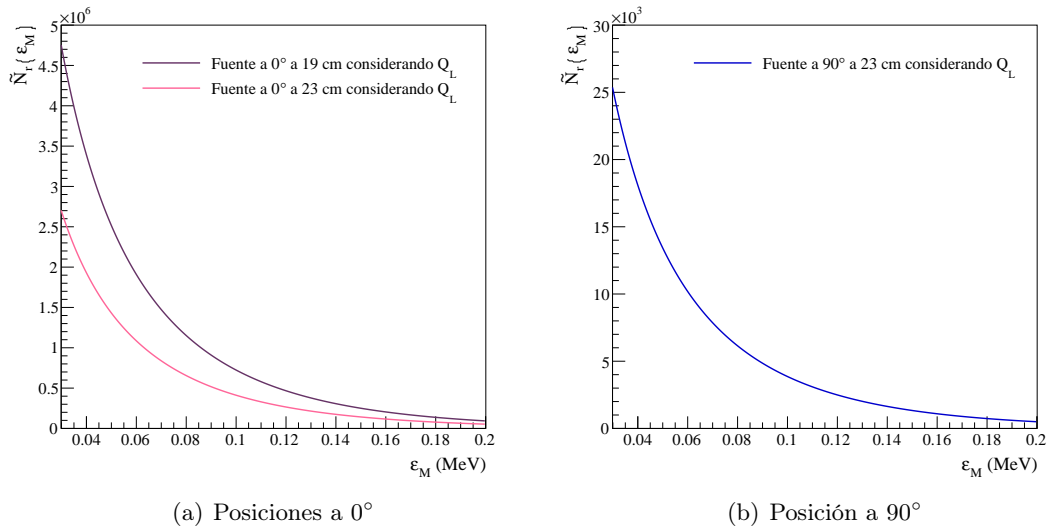 ×10⁶
5
4.5
4
3.5
3
2.5
2
1.5
1
0.5
0
Ñ_r{ε_M}
Fuente a 0° a 19 cm considerando Q_L
Fuente a 0° a 23 cm considerando Q_L
0.04 0.06 0.08 0.1 0.12 0.14 0.16 0.18 0.2
ε_M (MeV)
(a) Posiciones a 0°
×10³
30
25
20
15
10
5
0
Ñ_r{ε_M}
Fuente a 90° a 23 cm considerando Q_L
0.04 0.06 0.08 0.1 0.12 0.14 0.16 0.18 0.2
ε_M (MeV)
(b) Posición a 90°